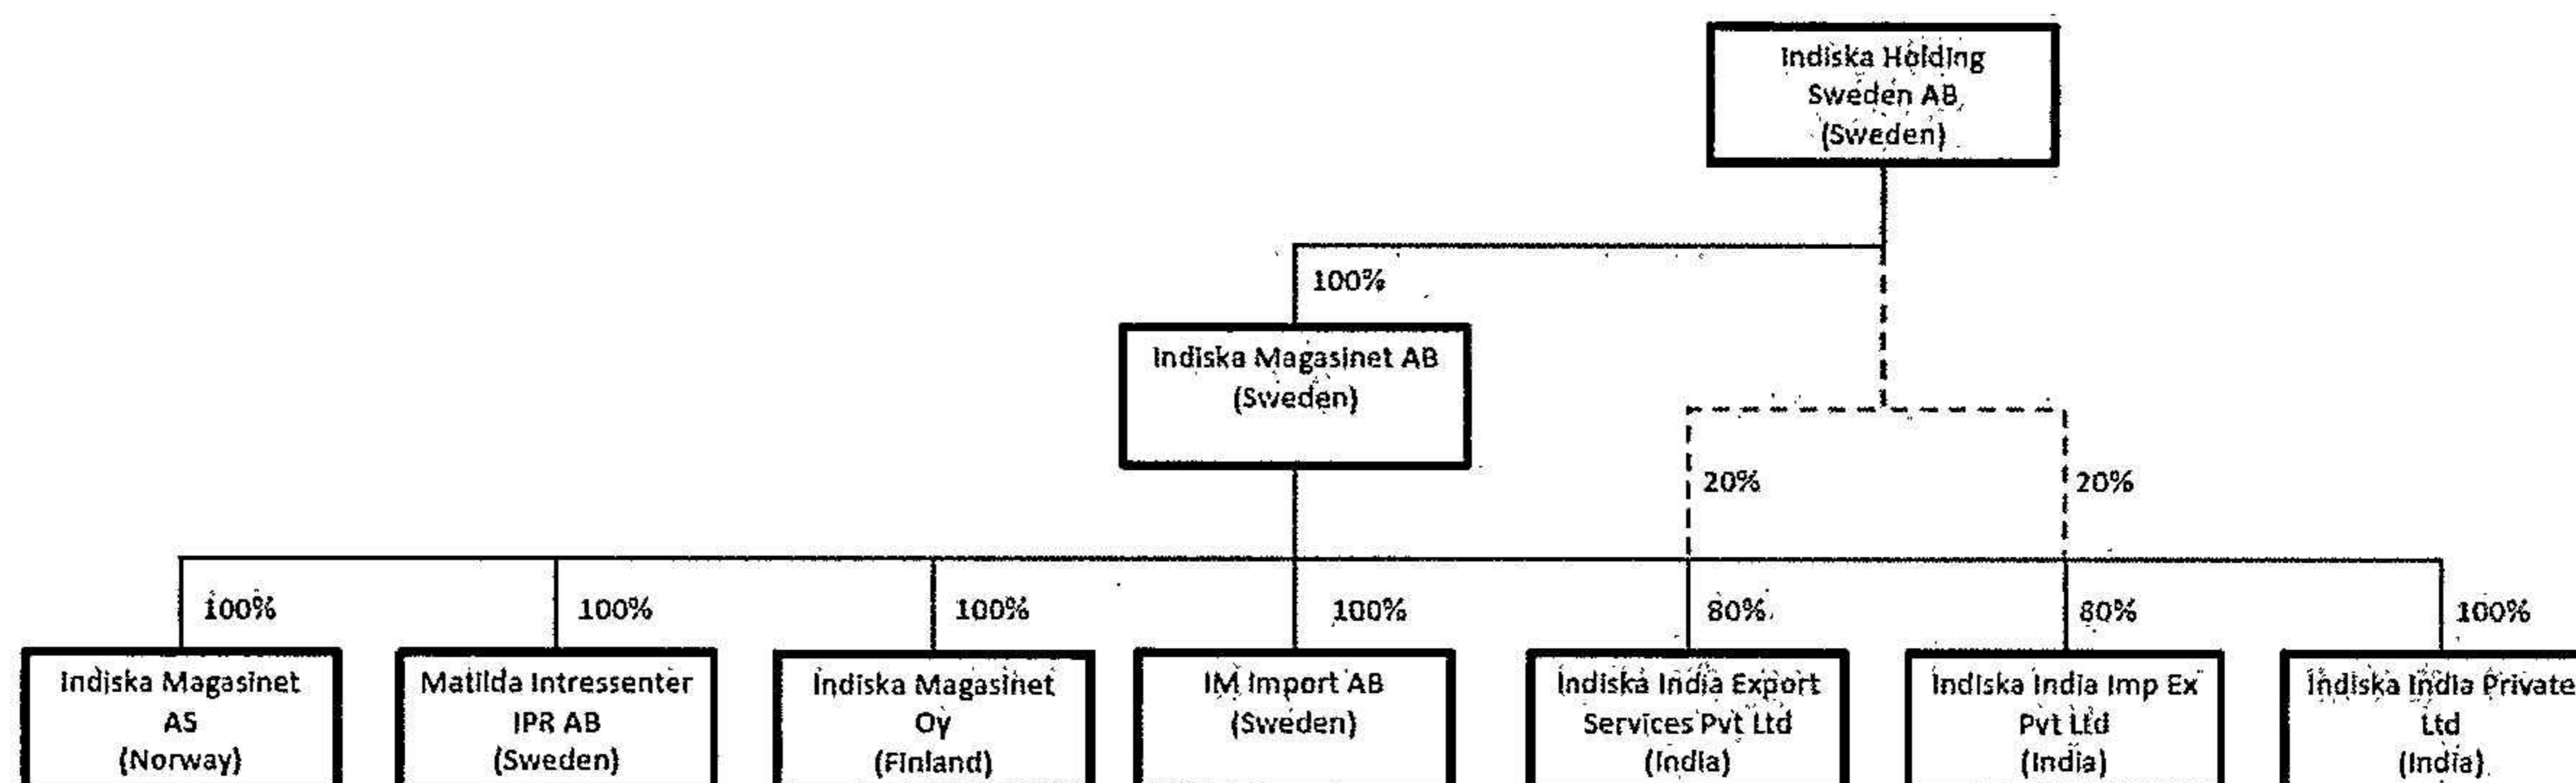 Indiska Holding
Sweden AB
(Sweden)
100%
Indiska Magasinet AB
(Sweden)
20%
20%
100%
100%
100%
100%
80%
80%
100%
Indiska Magasinet
AS
(Norway)
Matilda Intressenter
IPR AB
(Sweden)
Indiska Magasinet
Oy
(Finland)
IM Import AB
(Sweden)
Indiska India Export
Services Pvt Ltd
(India)
Indiska India Imp Ex
Pvt Ltd
(India)
Indiska India Private
Ltd
(India)